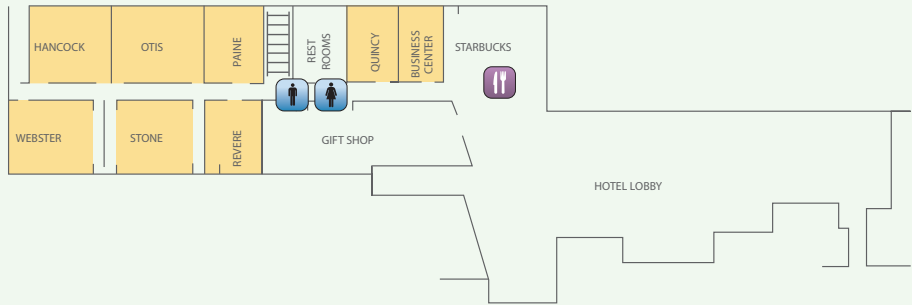 HANCOCK
OTIS
PAINE
REST
ROOMS
QUINCY
BUSINESS
CENTER
STARBUCKS
WEBSTER
STONE
REVERE
GIFT SHOP
HOTEL LOBBY